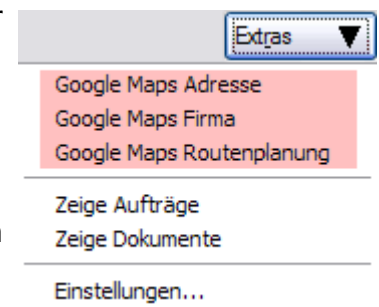 Extras
Google Maps Adresse
Google Maps Firma
Google Maps Routenplanung
Zeige Aufträge
Zeige Dokumente
Einstellungen...